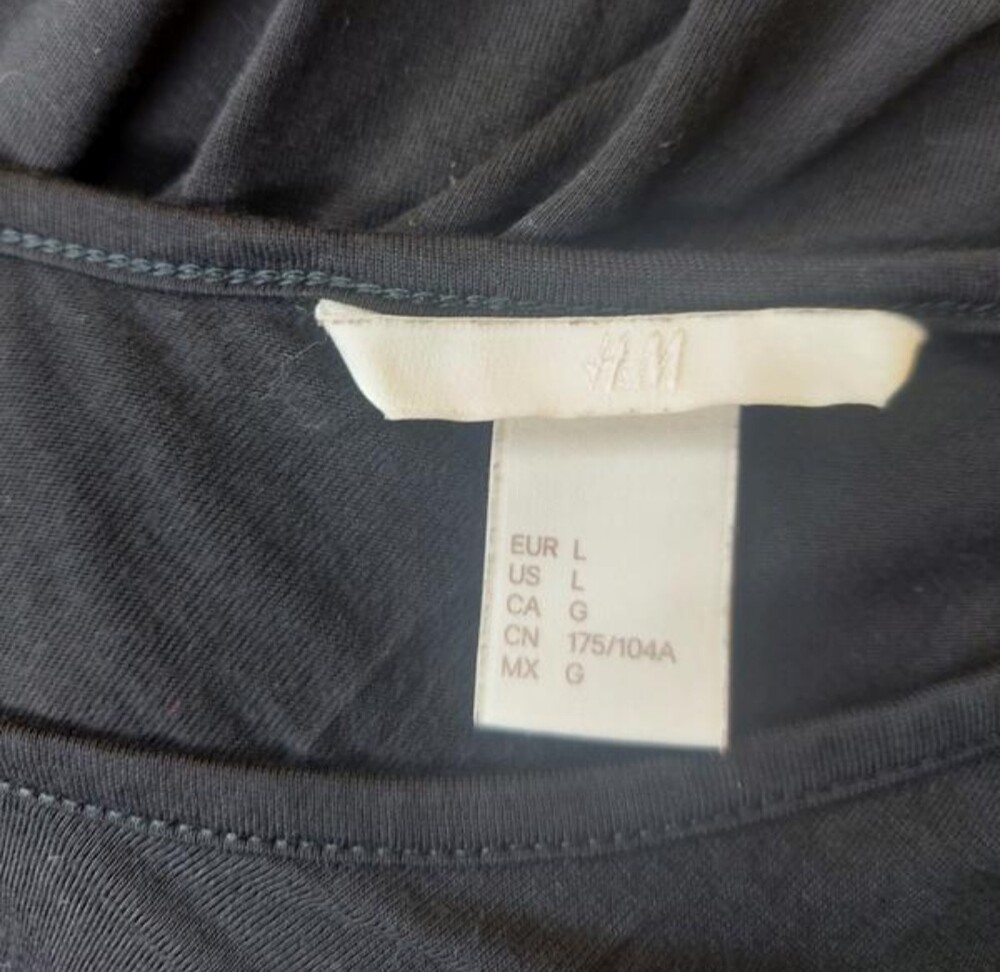 H&M
EUR L
US L
CA G
CN 175/104A
MX G